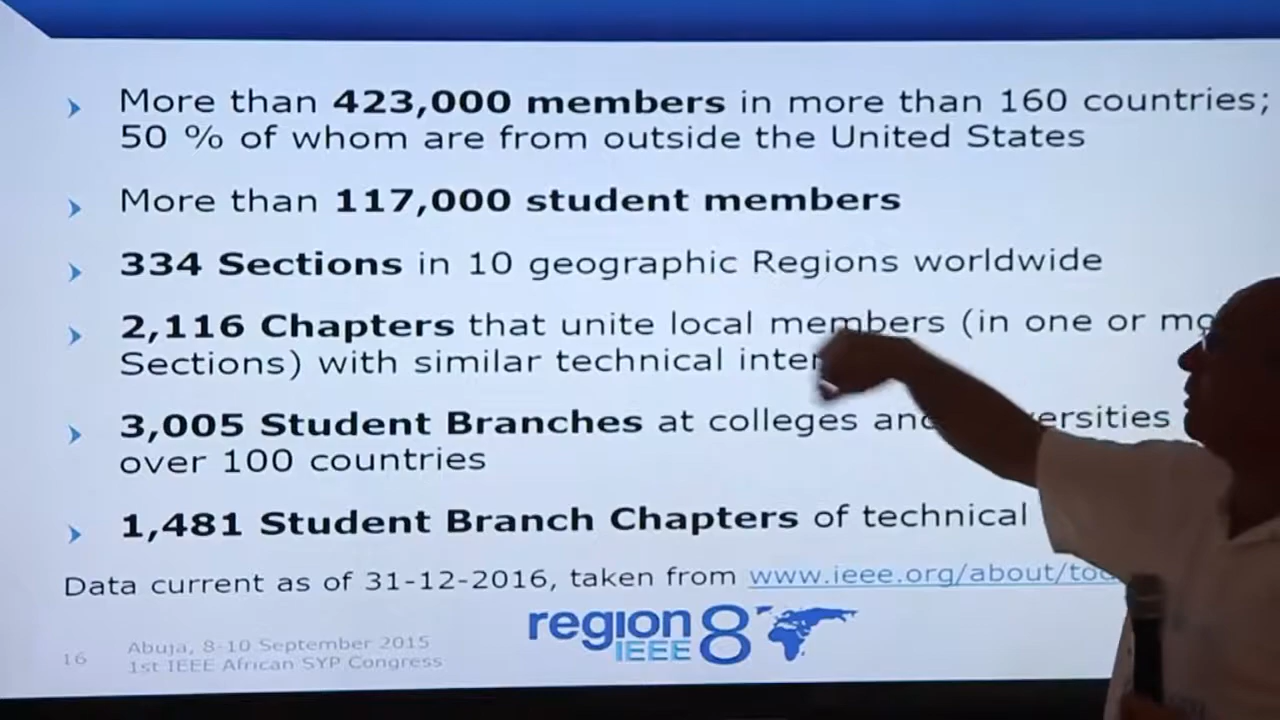 More than 423,000 members in more than 160 countries;
50 % of whom are from outside the United States
More than 117,000 student members
334 Sections in 10 geographic Regions worldwide
2,116 Chapters that unite local members (in one or
Sections) with similar technical
3,005 Student Branches at colleges
over 100 countries
1,481 Student Branch Chapters of technical
Data current as of 31-12-2016, taken from www.ieee.org/about/
region 8
IEEE
Abuja, 8-10 September 2015
16 1st IEEE African SYP Congress